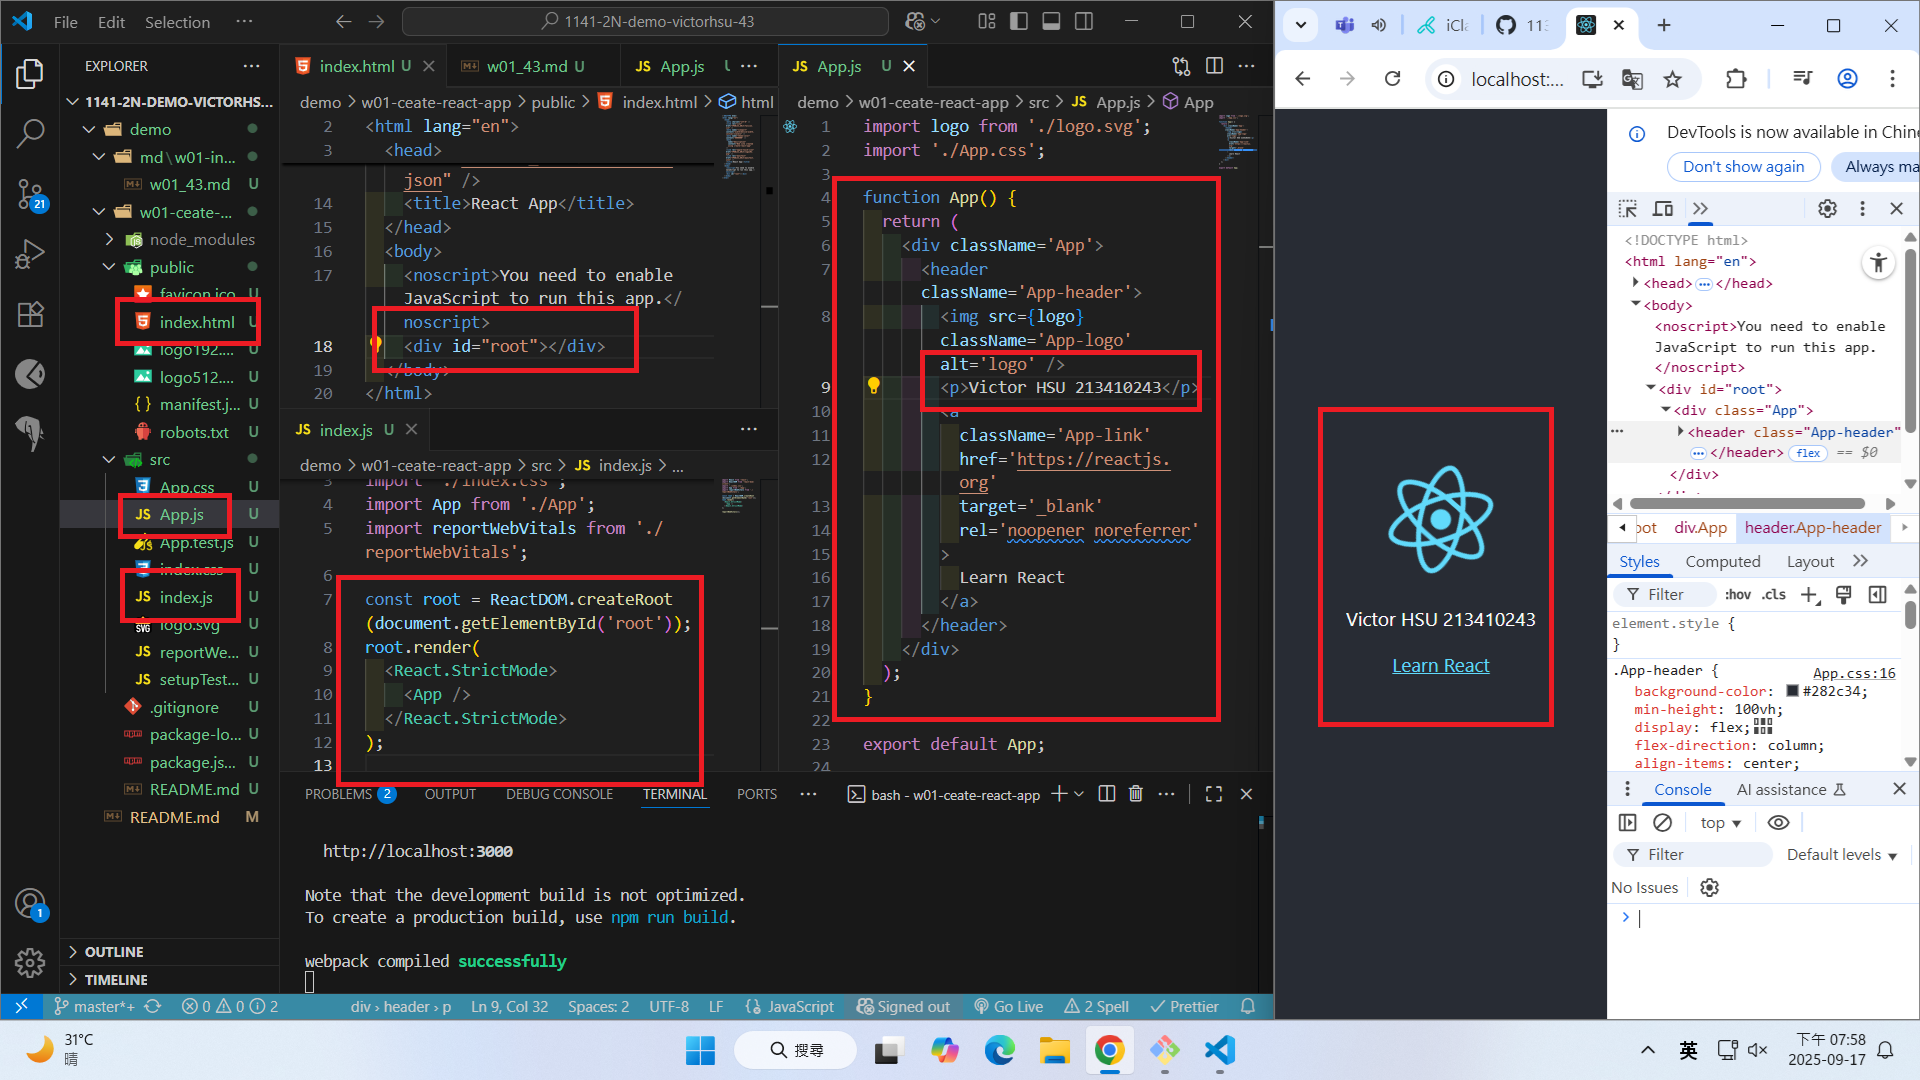 File Edit Selection ···
1141-2N-demo-victorhsu-43
EXPLORER
1141-2N-DEMO-VICTORHS...
demo
md\w01-in...
w01_43.md U
w01-ceate-...
node_modules
public
favicon.ico U
index.html U
logo192.... U
logo512.... U
manifest.j... U
robots.txt U
src
App.css U
App.js U
App.test.js U
index.css U
index.js U
logo.svg U
reportWe... U
setupTest... U
.gitignore U
package-lo... U
package.js... U
README.md U
README.md M
OUTLINE
TIMELINE
21
1
index.html U
w01_43.md U
App.js U
demo > w01-ceate-react-app > public > index.html > html
2 <html lang="en">
3 <head>
json" />
14 <title>React App</title>
15 </head>
16 <body>
17 <noscript>You need to enable
JavaScript to run this app.</
noscript>
18 <div id="root"></div>
</body>
20 </html>
index.js U
demo > w01-ceate-react-app > src > index.js > ...
3 import './index.css';
4 import App from './App';
5 import reportWebVitals from './
reportWebVitals';
6
7 const root = ReactDOM.createRoot
(document.getElementById('root'));
8 root.render(
9 <React.StrictMode>
10 <App />
11 </React.StrictMode>
12 );
13
App.js U
demo > w01-ceate-react-app > src > App.js > App
1 import logo from './logo.svg';
2 import './App.css';
3
4 function App() {
5 return (
6 <div className='App'>
7 <header
className='App-header'>
8 <img src={logo}
className='App-logo'
alt='logo' />
9 <p>Victor HSU 213410243</p>
10 <a
11 className='App-link'
12 href='https://reactjs.
org'
13 target='_blank'
14 rel='noopener noreferrer'
15 >
16 Learn React
17 </a>
18 </header>
19 </div>
20 );
21 }
22
23 export default App;
24
PROBLEMS 2 OUTPUT DEBUG CONSOLE TERMINAL PORTS ··· bash - w01-ceate-react-app
http://localhost:3000
Note that the development build is not optimized.
To create a production build, use npm run build.
webpack compiled successfully
master*+ 0 0 2 div › header › p Ln 9, Col 32 Spaces: 2 UTF-8 LF JavaScript Signed out Go Live 2 Spell Prettier
localhost:...
Victor HSU 213410243
Learn React
DevTools is now available in Chin
Don't show again Always ma
<!DOCTYPE html>
<html lang="en">
<head> ··· </head>
<body>
<noscript>You need to enable
JavaScript to run this app.
</noscript>
<div id="root">
<div class="App">
<header class="App-header"
··· </header> flex == $0
</div>
oot div.App header.App-header
Styles Computed Layout
Filter :hov .cls
element.style {
}
.App-header { App.css:16
background-color: #282c34;
min-height: 100vh;
display: flex;
flex-direction: column;
align-items: center;
Console AI assistance
top
Filter Default levels
No Issues
31°C
晴
搜尋
英
下午 07:58
2025-09-17